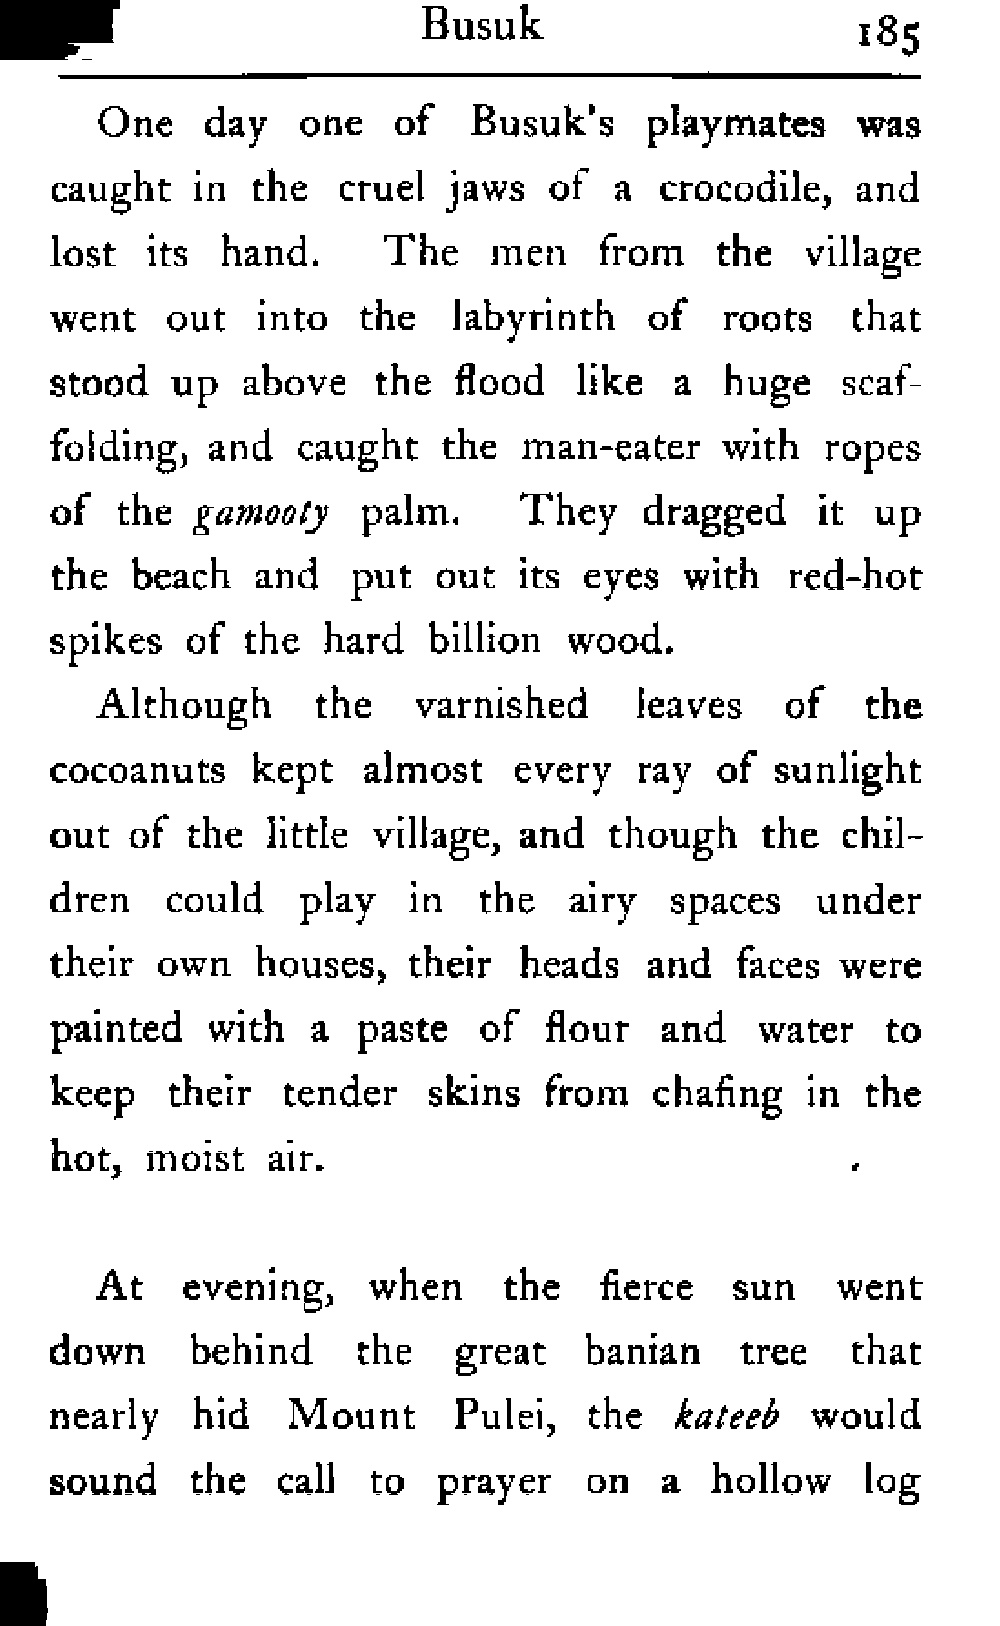 Busuk 185
One day one of Busuk's playmates was
caught in the cruel jaws of a crocodile, and
lost its hand. The men from the village
went out into the labyrinth of roots that
stood up above the flood like a huge scaf-
folding, and caught the man-eater with ropes
of the gamooty palm. They dragged it up
the beach and put out its eyes with red-hot
spikes of the hard billion wood.
Although the varnished leaves of the
cocoanuts kept almost every ray of sunlight
out of the little village, and though the chil-
dren could play in the airy spaces under
their own houses, their heads and faces were
painted with a paste of flour and water to
keep their tender skins from chafing in the
hot, moist air.
At evening, when the fierce sun went
down behind the great banian tree that
nearly hid Mount Pulei, the kateeb would
sound the call to prayer on a hollow log